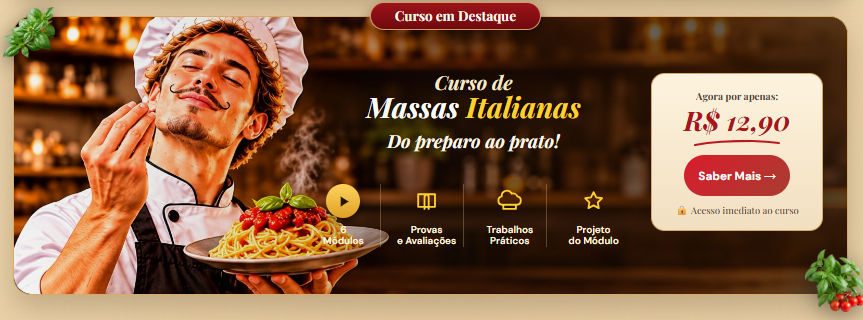 Curso em Destaque
Curso de
Massas Italianas
Do preparo ao prato!
6
Módulos
Provas
e Avaliações
Trabalhos
Práticos
Projeto
do Módulo
Agora por apenas:
R$ 12,90
Saber Mais →
Acesso imediato ao curso